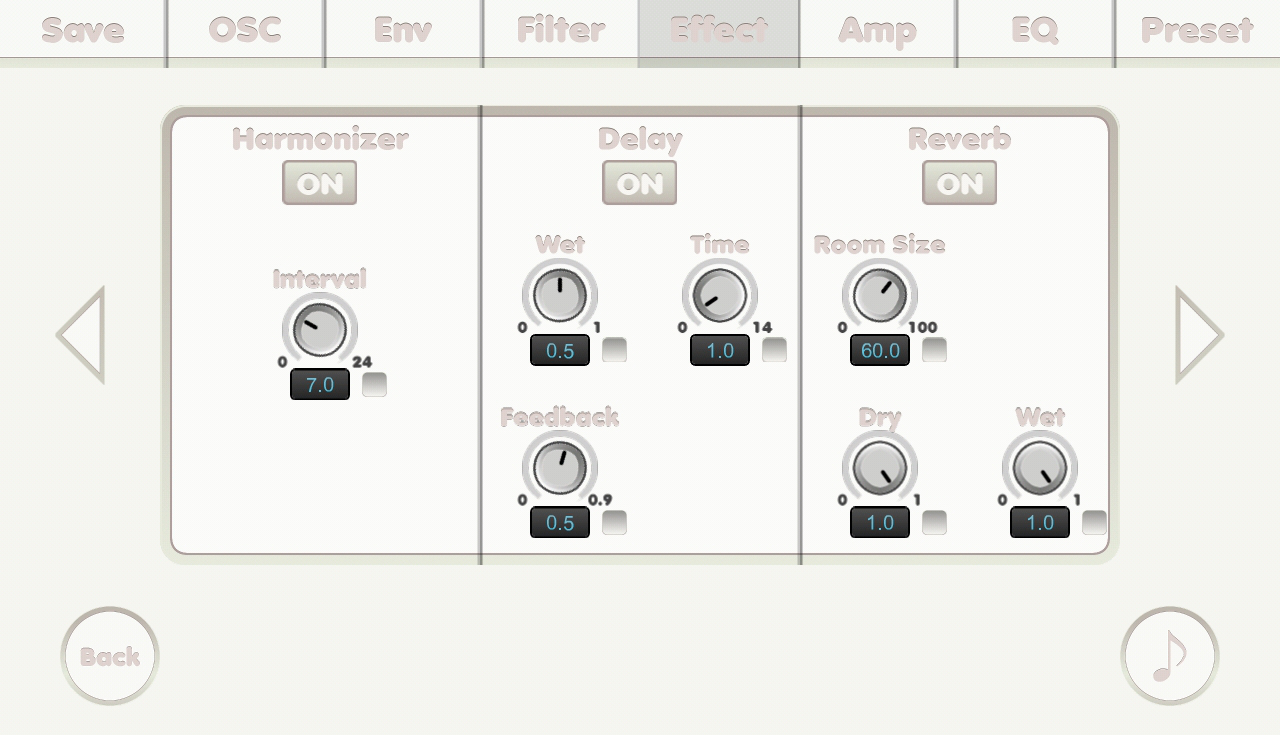 Save OSC Env Filter Effect Amp EQ Preset
Harmonizer
ON
Interval
0 24
7.0
Delay
ON
Wet
0 1
0.5
Time
0 14
1.0
Feedback
0 0.9
0.5
Reverb
ON
Room Size
0 100
60.0
Dry
0 1
1.0
Wet
0 1
1.0
Back